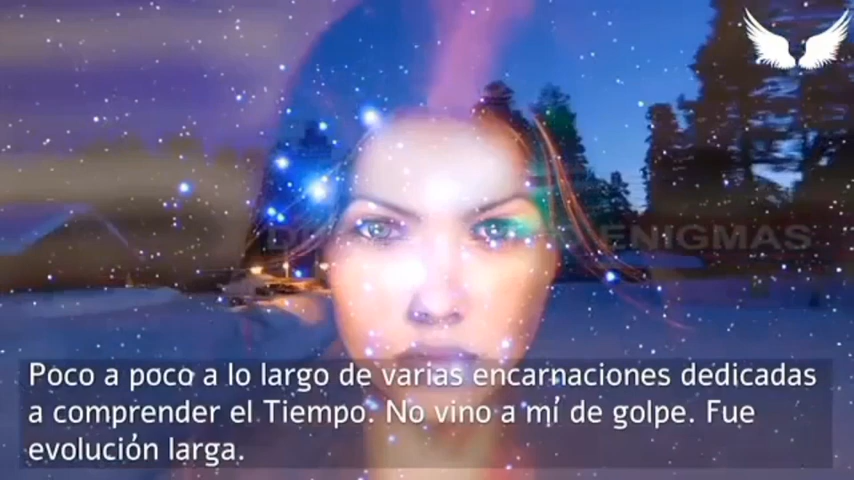 ENIGMAS
Poco a poco a lo largo de varias encarnaciones dedicadas
a comprender el Tiempo. No vino a mí de golpe. Fue
evolución larga.